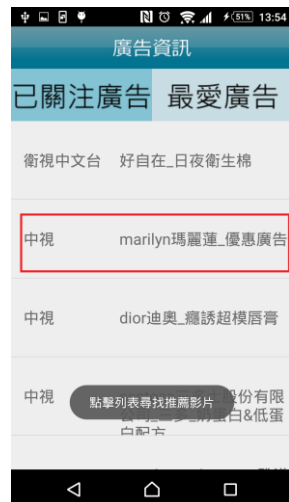 51% 13:54
廣告資訊
已關注廣告 最愛廣告
衛視中文台 好自在_日夜衛生棉
中視 marilyn瑪麗蓮_優惠廣告
中視 dior迪奧_癮誘超模唇膏
中視 股份有限
點擊列表尋找推薦影片
白&低蛋
白配方